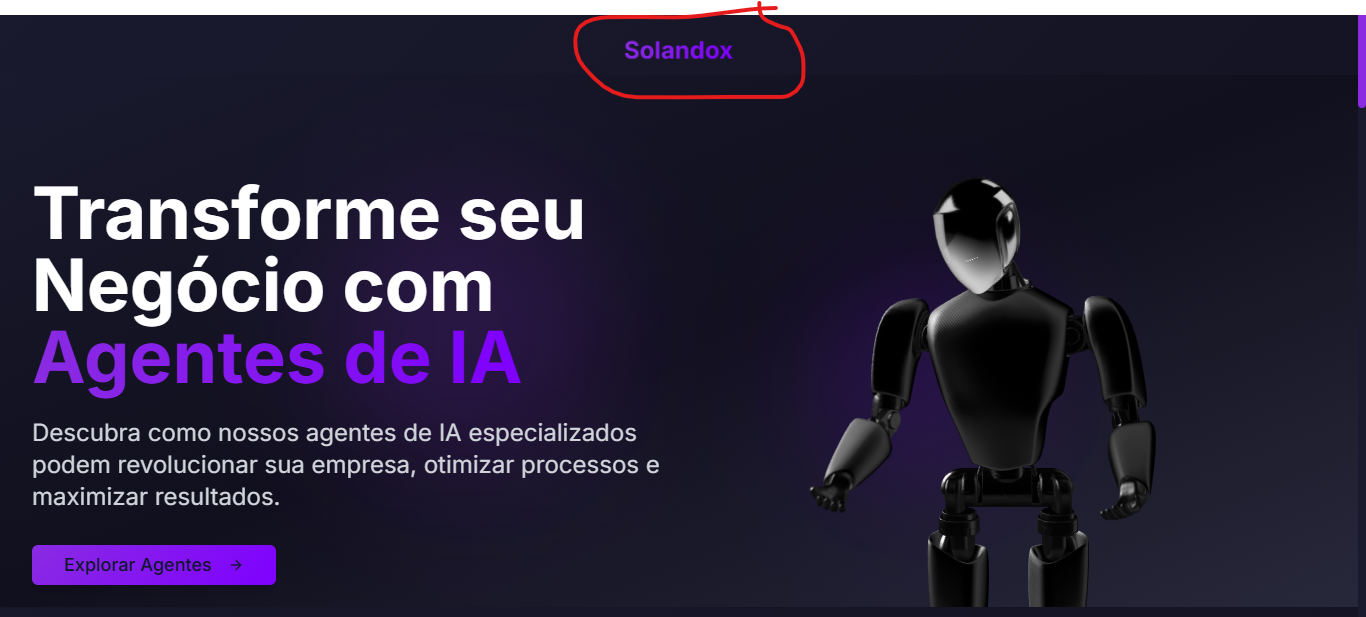 Solandox
Transforme seu
Negócio com
Agentes de IA
Descubra como nossos agentes de IA especializados
podem revolucionar sua empresa, otimizar processos e
maximizar resultados.
Explorar Agentes →